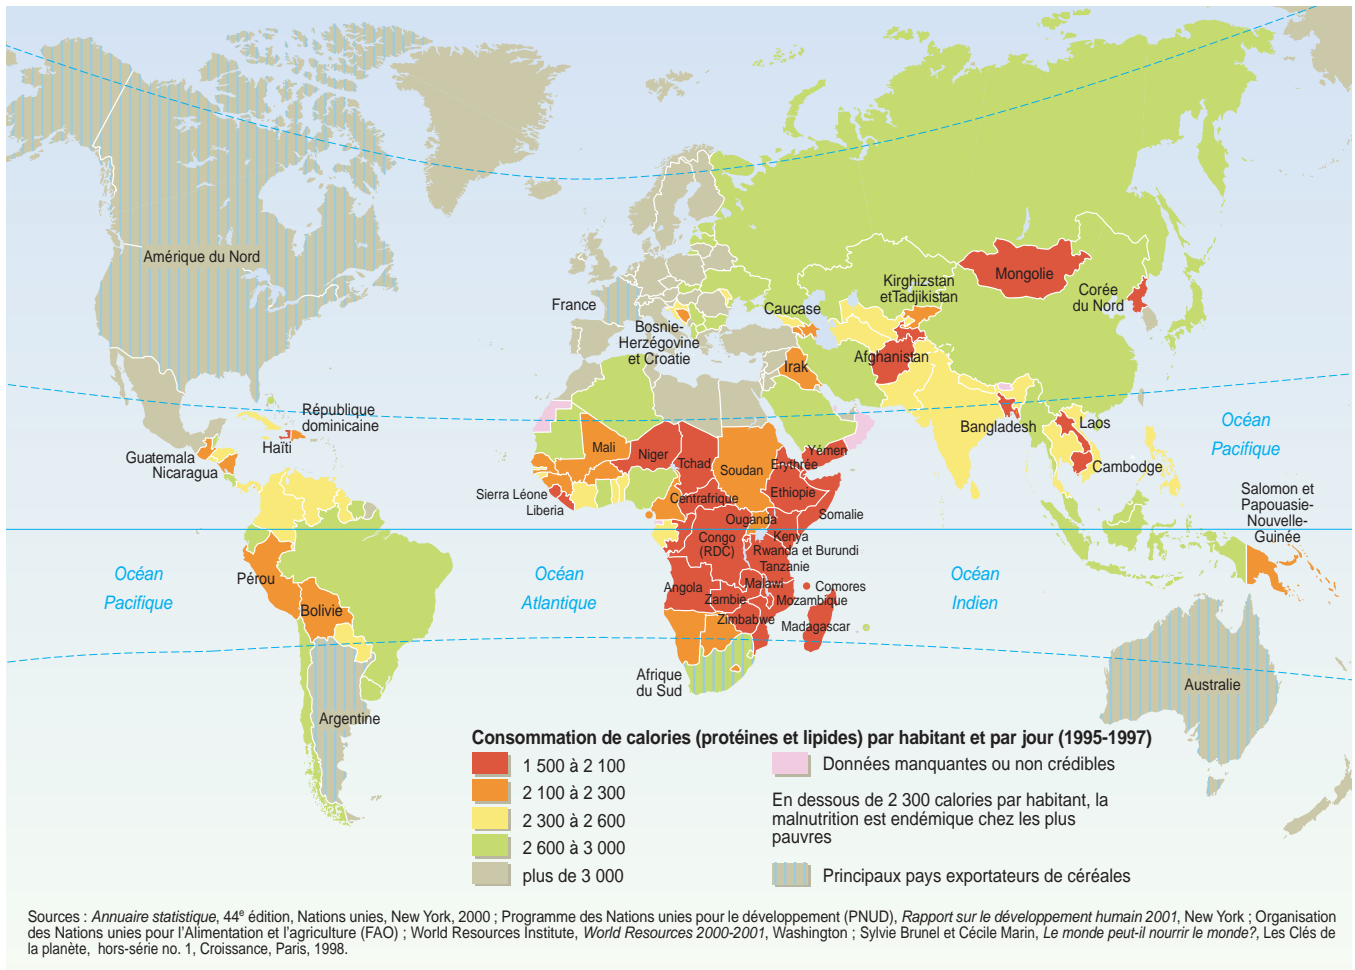 Amérique du Nord
France
Bosnie-
Herzégovine
et Croatie
Caucase
Kirghizstan
etTadjikistan
Mongolie
Corée
du Nord
Irak
Afghanistan
République
dominicaine
Haïti
Guatemala
Nicaragua
Mali
Niger
Tchad
Soudan
Erythrée
Yémen
Bangladesh
Laos
Cambodge
Océan
Pacifique
Sierra Léone
Liberia
Centrafrique
Ethiopie
Somalie
Ouganda
Kenya
Congo
(RDC)
Rwanda et Burundi
Tanzanie
Salomon et
Papouasie-
Nouvelle-
Guinée
Pérou
Bolivie
Océan
Pacifique
Océan
Atlantique
Océan
Indien
Angola
Malawi
Comores
Zambie
Mozambique
Zimbabwe
Madagascar
Afrique
du Sud
Argentine
Australie
Consommation de calories (protéines et lipides) par habitant et par jour (1995-1997)
1 500 à 2 100
2 100 à 2 300
2 300 à 2 600
2 600 à 3 000
plus de 3 000
Données manquantes ou non crédibles
En dessous de 2 300 calories par habitant, la
malnutrition est endémique chez les plus
pauvres
Principaux pays exportateurs de céréales
Sources : Annuaire statistique, 44e édition, Nations unies, New York, 2000 ; Programme des Nations unies pour le développement (PNUD), Rapport sur le développement humain 2001, New York ; Organisation
des Nations unies pour l'Alimentation et l'agriculture (FAO) ; World Resources Institute, World Resources 2000-2001, Washington ; Sylvie Brunel et Cécile Marin, Le monde peut-il nourrir le monde?, Les Clés de
la planète, hors-série no. 1, Croissance, Paris, 1998.